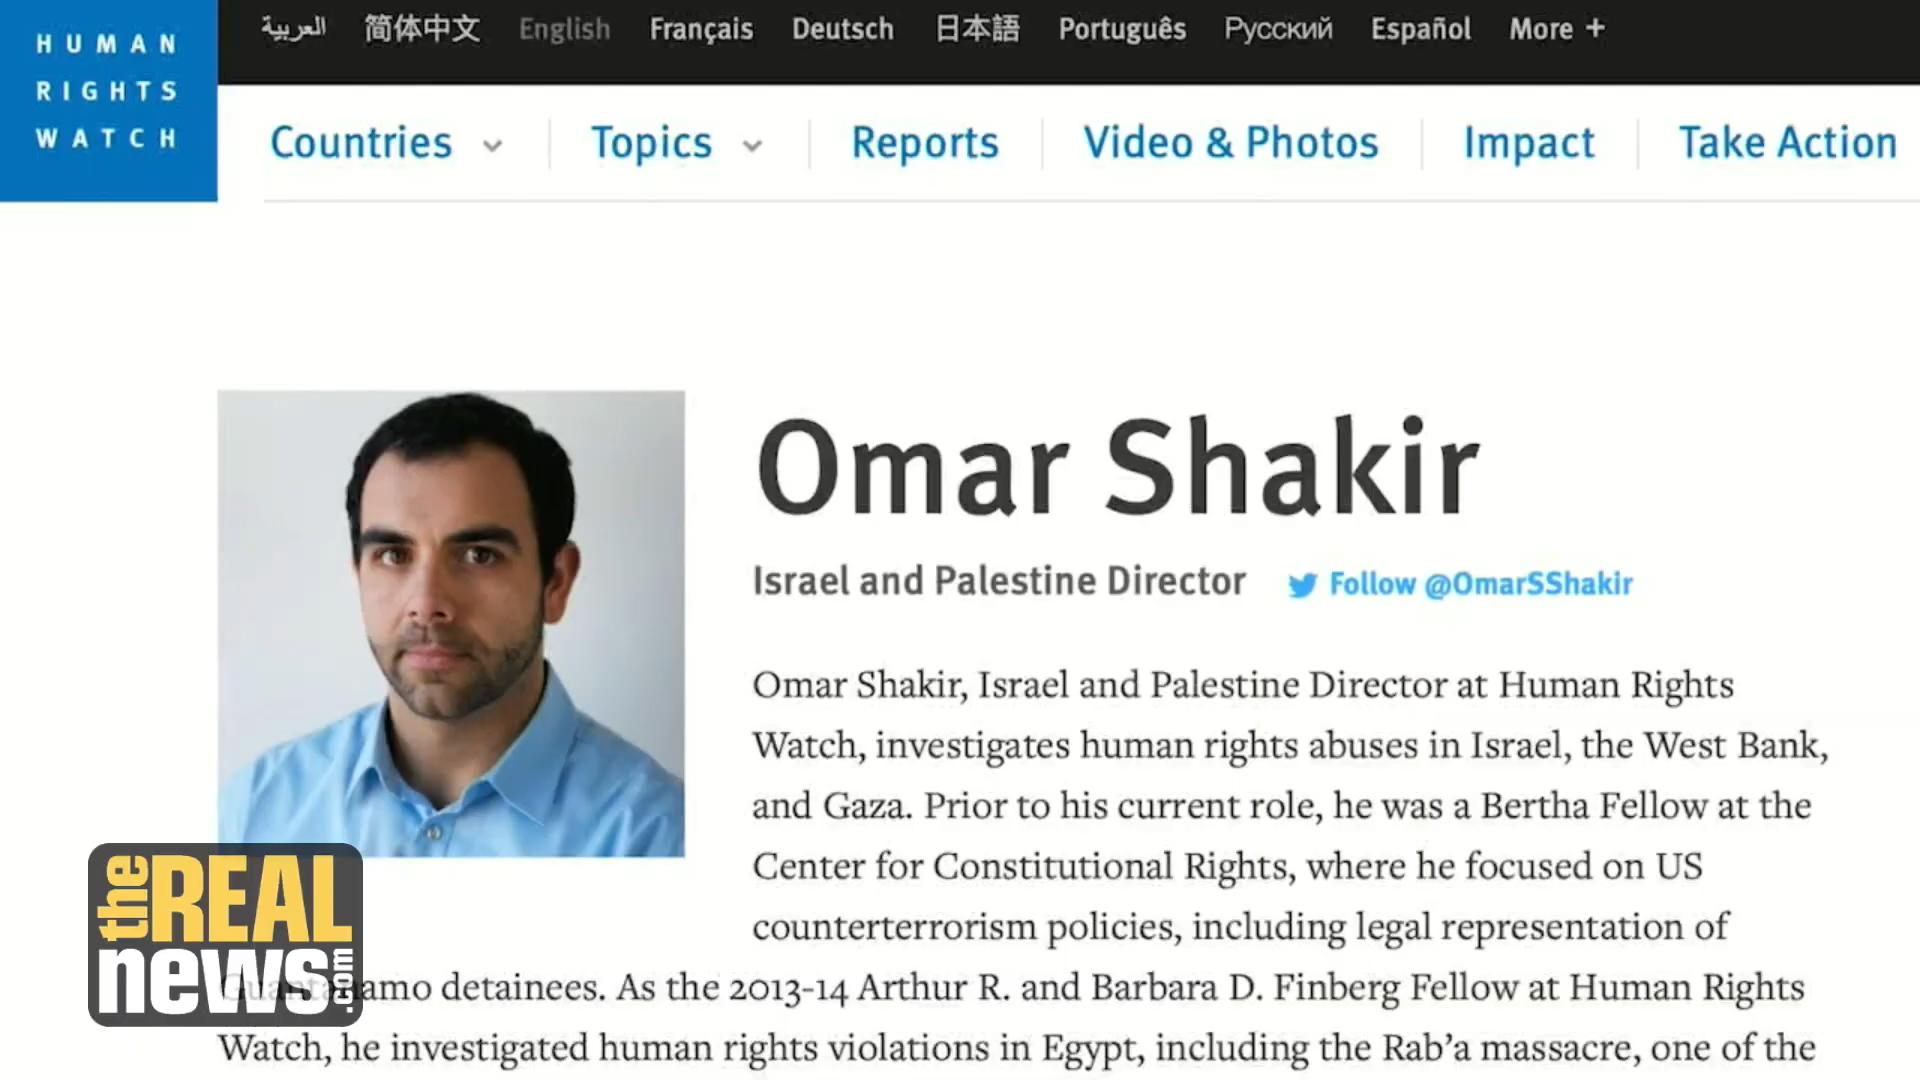 HUMAN
RIGHTS
WATCH
العربية 简体中文 English Français Deutsch 日本語 Português Русский Español More +
Countries Topics Reports Video & Photos Impact Take Action
Omar Shakir
Israel and Palestine Director Follow @OmarSShakir
Omar Shakir, Israel and Palestine Director at Human Rights
Watch, investigates human rights abuses in Israel, the West Bank,
and Gaza. Prior to his current role, he was a Bertha Fellow at the
Center for Constitutional Rights, where he focused on US
counterterrorism policies, including legal representation of
Guantanamo detainees. As the 2013-14 Arthur R. and Barbara D. Finberg Fellow at Human Rights
Watch, he investigated human rights violations in Egypt, including the Rab’a massacre, one of the
the REAL
news.com